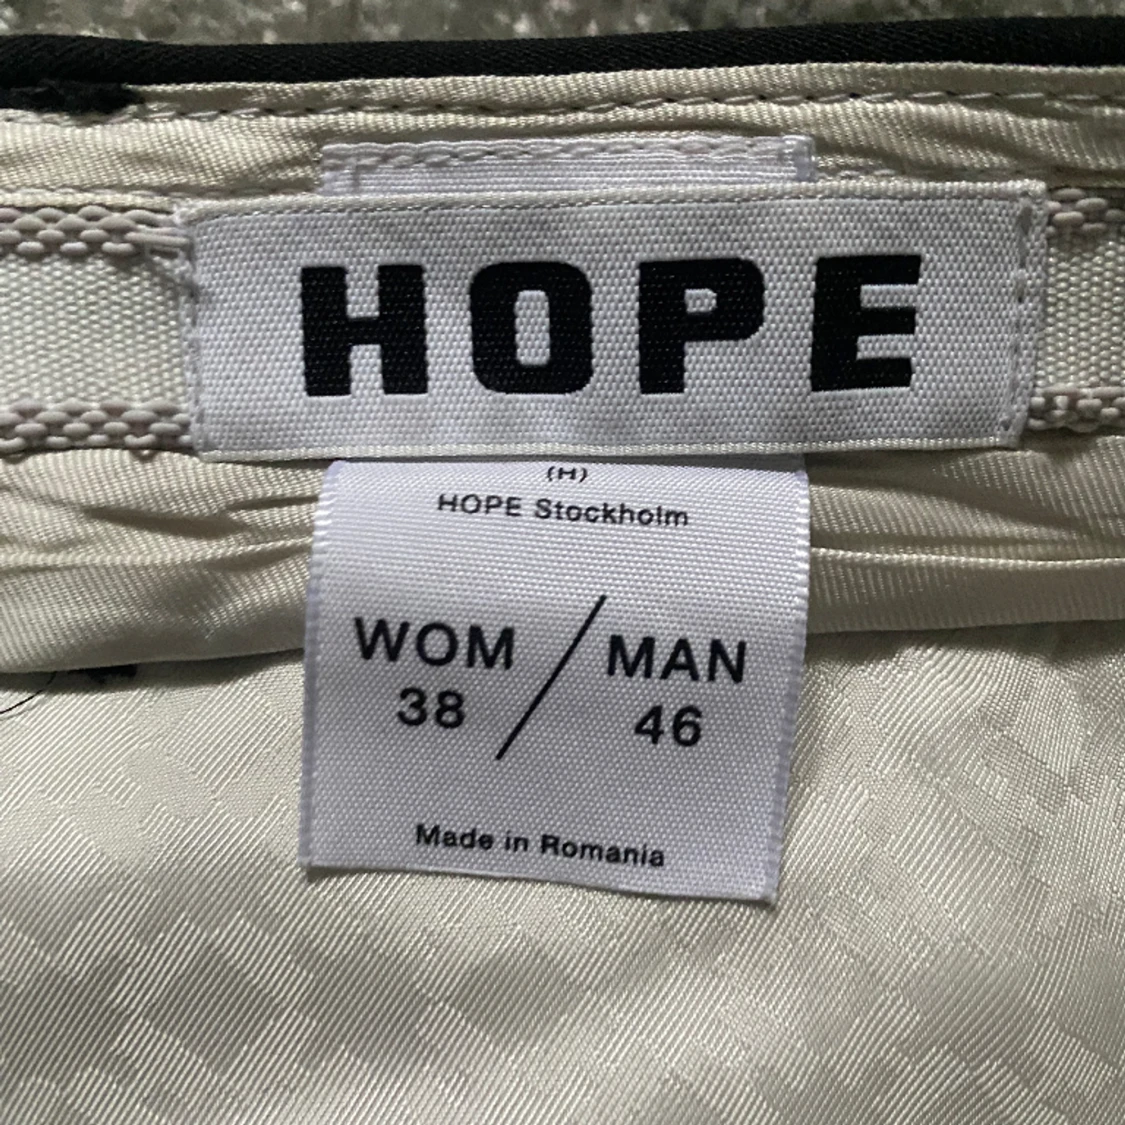 HOPE
(H)
HOPE Stockholm
WOM / MAN
38 / 46
Made in Romania